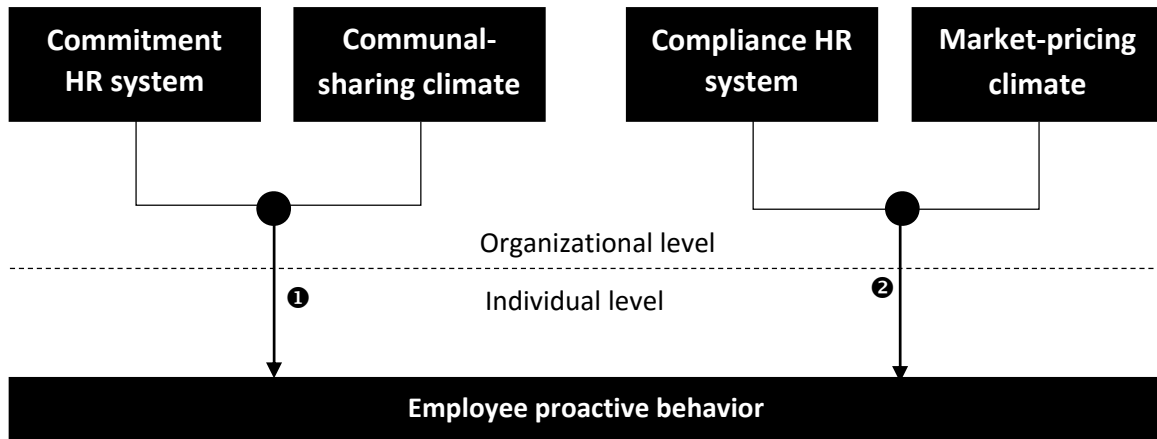 Commitment
HR system
Communal-
sharing climate
Compliance HR
system
Market-pricing
climate
Organizational level
❶
❷
Individual level
Employee proactive behavior